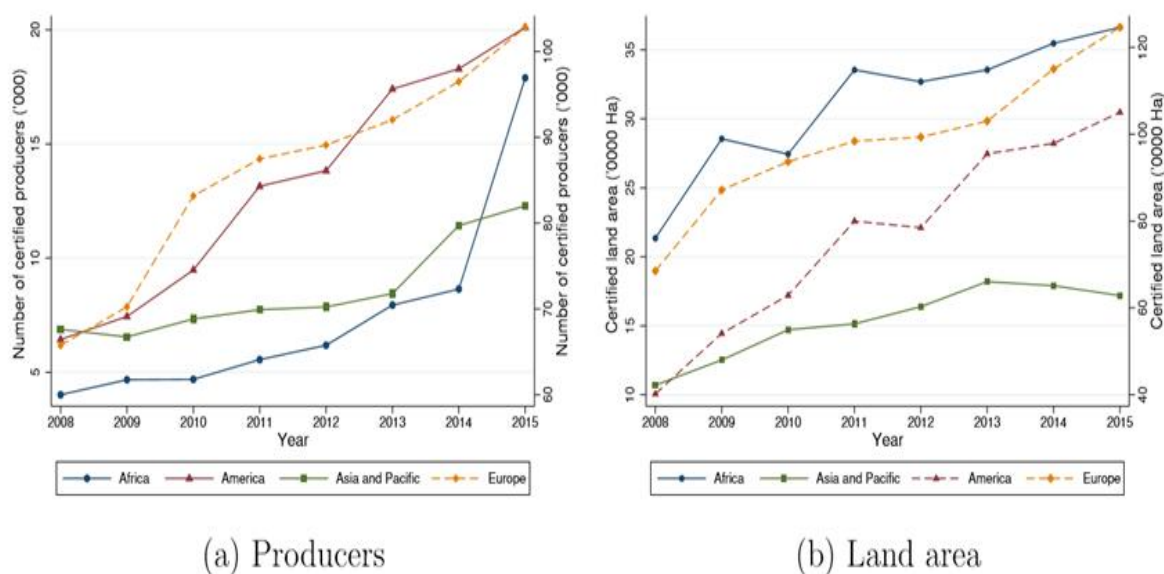 20
15
10
5
Number of certified producers ('000)
100
90
80
70
60
Number of certified producers ('000)
2008 2009 2010 2011 2012 2013 2014 2015
Year
Africa America Asia and Pacific Europe
(a) Producers
35
30
25
20
15
10
Certified land area ('0000 Ha)
120
100
80
60
40
Certified land area ('0000 Ha)
2008 2009 2010 2011 2012 2013 2014 2015
Year
Africa Asia and Pacific America Europe
(b) Land area